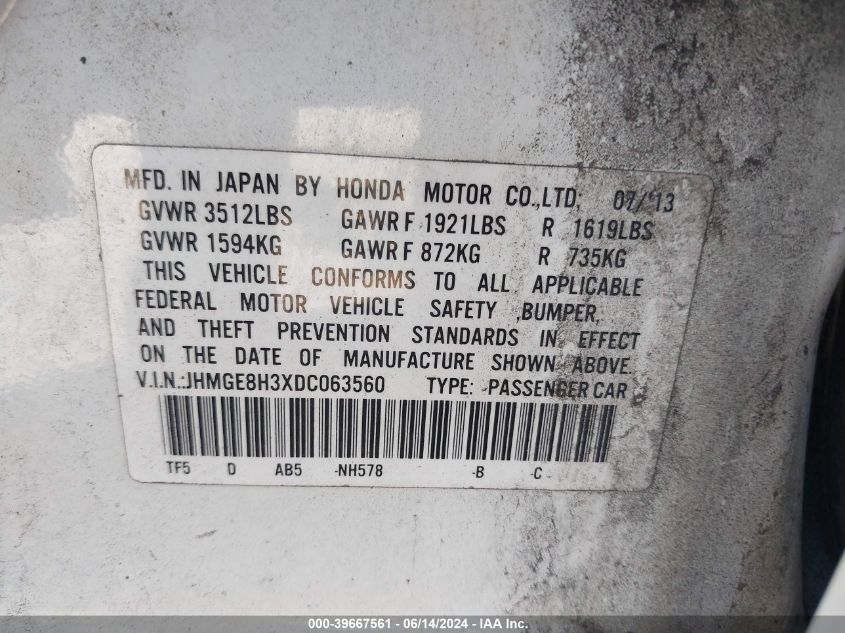 MFD. IN JAPAN BY HONDA MOTOR CO.,LTD. 07/'13
GVWR 3512LBS GAWR F 1921LBS R 1619LBS
GVWR 1594KG GAWR F 872KG R 735KG
THIS VEHICLE CONFORMS TO ALL APPLICABLE
FEDERAL MOTOR VEHICLE SAFETY, BUMPER,
AND THEFT PREVENTION STANDARDS IN EFFECT
ON THE DATE OF MANUFACTURE SHOWN ABOVE.
V.I.N.:JHMGE8H3XDC063560 TYPE: PASSENGER CAR
TF5 D AB5 -NH578 -B -C-
000-39667561 / 06/14/2024 - IAA Inc.